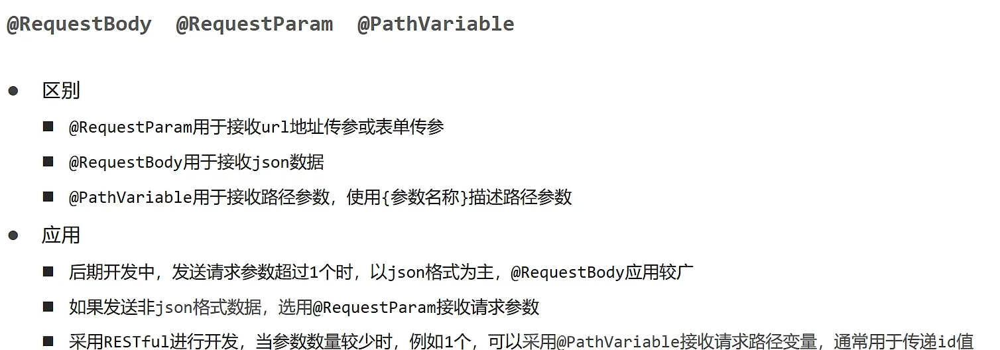 @RequestBody @RequestParam @PathVariable
● 区别
■ @RequestParam用于接收url地址传参或表单传参
■ @RequestBody用于接收json数据
■ @PathVariable用于接收路径参数，使用{参数名称}描述路径参数
● 应用
■ 后期开发中，发送请求参数超过1个时，以json格式为主，@RequestBody应用较广
■ 如果发送非json格式数据，选用@RequestParam接收请求参数
■ 采用RESTful进行开发，当参数数量较少时，例如1个，可以采用@PathVariable接收请求路径变量，通常用于传递id值